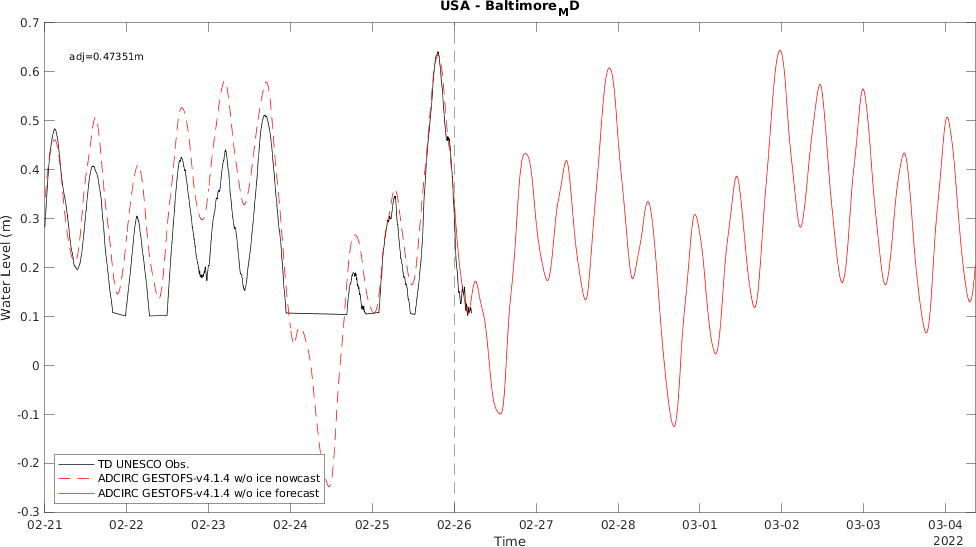 USA - Baltimore_MD
0.7
adj=0.47351m
0.6
0.5
0.4
0.3
0.2
0.1
0
-0.1
-0.2
-0.3
Water Level (m)
TD UNESCO Obs.
ADCIRC GESTOFS-v4.1.4 w/o ice nowcast
ADCIRC GESTOFS-v4.1.4 w/o ice forecast
02-21 02-22 02-23 02-24 02-25 02-26 02-27 02-28 03-01 03-02 03-03 03-04
Time 2022